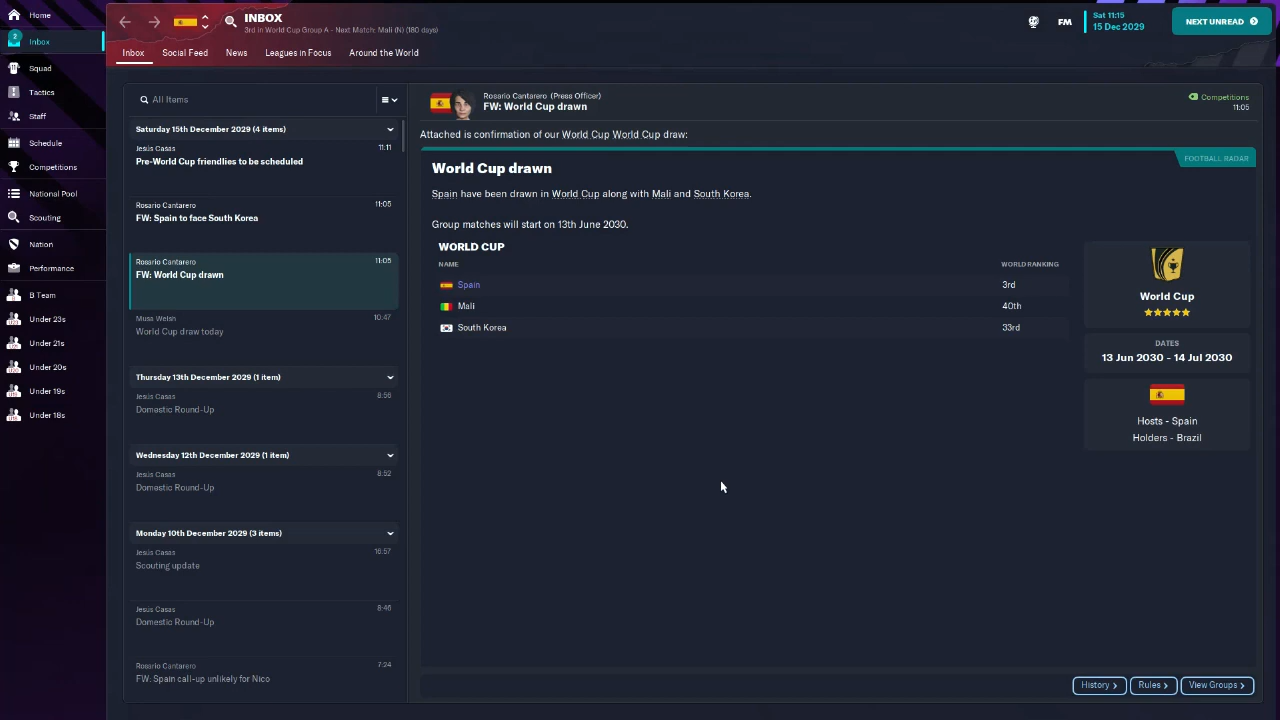 Home
2
Inbox
Squad
Tactics
Staff
Schedule
Competitions
National Pool
Scouting
Nation
Performance
B Team
Under 23s
Under 21s
Under 20s
Under 19s
Under 18s
INBOX
3rd in World Cup Group A - Next Match: Mali (N) (180 days)
FM
Sat 11:15
15 Dec 2029
NEXT UNREAD
Inbox
Social Feed
News
Leagues in Focus
Around the World
All Items
Saturday 15th December 2029 (4 items)
Jesús Casas
11:11
Pre-World Cup friendlies to be scheduled
Rosario Cantarero
11:05
FW: Spain to face South Korea
Rosario Cantarero
11:05
FW: World Cup drawn
Musa Welsh
10:47
World Cup draw today
Thursday 13th December 2029 (1 item)
Jesús Casas
8:56
Domestic Round-Up
Wednesday 12th December 2029 (1 item)
Jesús Casas
8:52
Domestic Round-Up
Monday 10th December 2029 (3 items)
Jesús Casas
16:57
Scouting update
Jesús Casas
8:46
Domestic Round-Up
Rosario Cantarero
7:24
FW: Spain call-up unlikely for Nico
Rosario Cantarero (Press Officer)
FW: World Cup drawn
Competitions
11:05
Attached is confirmation of our World Cup World Cup draw:
FOOTBALL RADAR
World Cup drawn
Spain have been drawn in World Cup along with Mali and South Korea.
Group matches will start on 13th June 2030.
WORLD CUP
NAME
WORLD RANKING
Spain
3rd
Mali
40th
South Korea
33rd
World Cup
DATES
13 Jun 2030 - 14 Jul 2030
Hosts - Spain
Holders - Brazil
History
Rules
View Groups